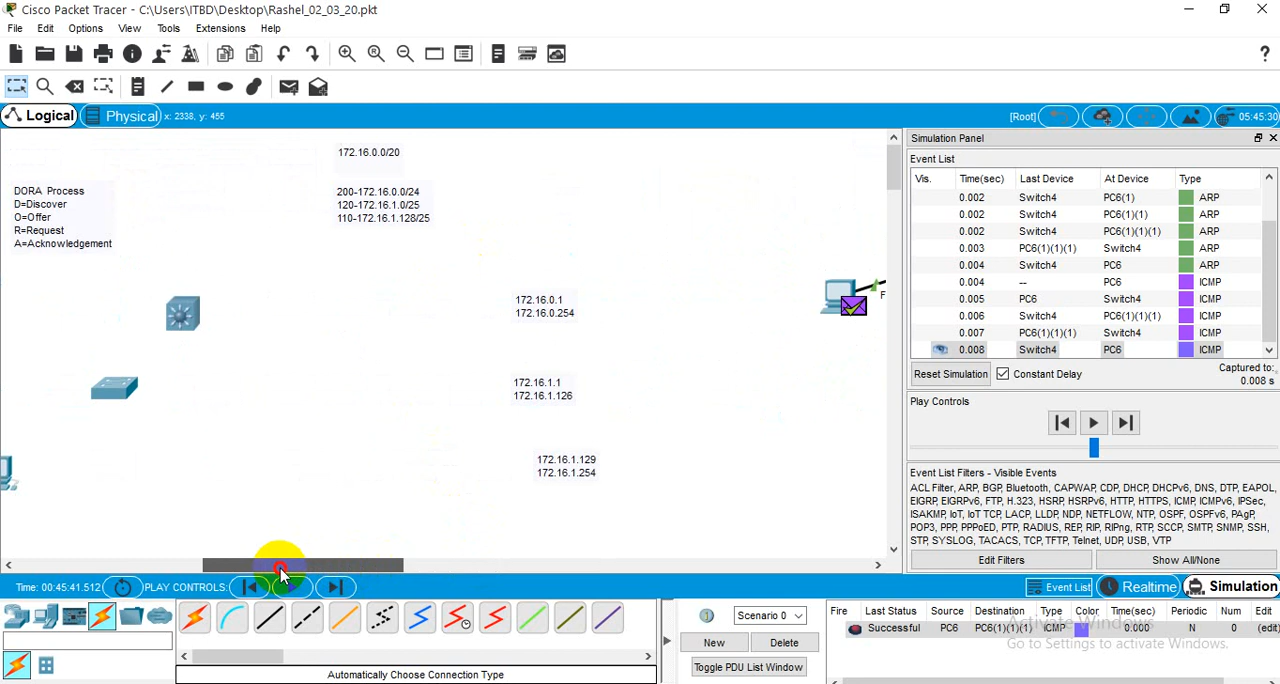 Cisco Packet Tracer - C:\Users\ITBD\Desktop\Rashel_02_03_20.pkt
File Edit Options View Tools Extensions Help
?
Logical Physical x: 2338, y: 455 [Root] 05:45:30
172.16.0.0/20
DORA Process
D=Discover
O=Offer
R=Request
A=Acknowledgement
200-172.16.0.0/24
120-172.16.1.0/25
110-172.16.1.128/25
172.16.0.1
172.16.0.254
172.16.1.1
172.16.1.126
172.16.1.129
172.16.1.254
F
Simulation Panel
Event List
Vis. Time(sec) Last Device At Device Type
0.002 Switch4 PC6(1) ARP
0.002 Switch4 PC6(1)(1) ARP
0.002 Switch4 PC6(1)(1)(1) ARP
0.003 PC6(1)(1)(1) Switch4 ARP
0.004 Switch4 PC6 ARP
0.004 -- PC6 ICMP
0.005 PC6 Switch4 ICMP
0.006 Switch4 PC6(1)(1)(1) ICMP
0.007 PC6(1)(1)(1) Switch4 ICMP
0.008 Switch4 PC6 ICMP
Reset Simulation Constant Delay Captured to:
0.008 s
Play Controls
Event List Filters - Visible Events
ACL Filter, ARP, BGP, Bluetooth, CAPWAP, CDP, DHCP, DHCPv6, DNS, DTP, EAPOL,
EIGRP, EIGRPv6, FTP, H.323, HSRP, HSRPv6, HTTP, HTTPS, ICMP, ICMPv6, IPSec,
ISAKMP, IoT, IoT TCP, LACP, LLDP, NDP, NETFLOW, NTP, OSPF, OSPFv6, PAgP,
POP3, PPP, PPPoED, PTP, RADIUS, REP, RIP, RIPng, RTP, SCCP, SMTP, SNMP, SSH,
STP, SYSLOG, TACACS, TCP, TFTP, Telnet, UDP, USB, VTP
Edit Filters Show All/None
Time: 00:45:41.512 PLAY CONTROLS: Event List Realtime Simulation
Scenario 0
New Delete
Toggle PDU List Window
Fire Last Status Source Destination Type Color Time(sec) Periodic Num Edit
Successful PC6 PC6(1)(1)(1) ICMP 0.000 N 0 (edit)
Activate Windows
Go to Settings to activate Windows.
Automatically Choose Connection Type